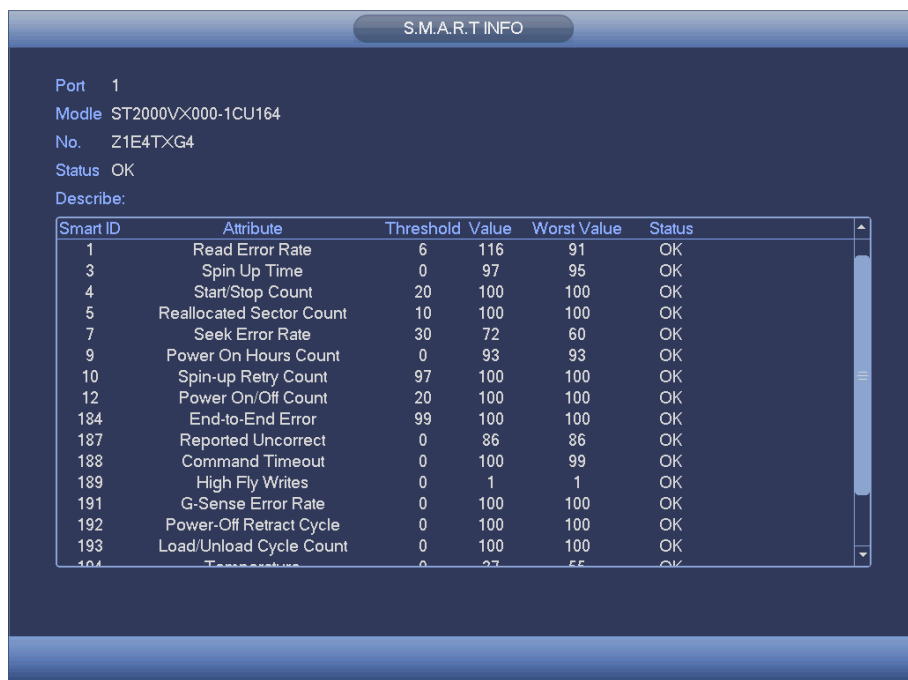 S.M.A.R.T INFO
Port 1
Modle ST2000VX000-1CU164
No. Z1E4TXG4
Status OK
Describe:
Smart ID Attribute Threshold Value Worst Value Status
1 Read Error Rate 6 116 91 OK
3 Spin Up Time 0 97 95 OK
4 Start/Stop Count 20 100 100 OK
5 Reallocated Sector Count 10 100 100 OK
7 Seek Error Rate 30 72 60 OK
9 Power On Hours Count 0 93 93 OK
10 Spin-up Retry Count 97 100 100 OK
12 Power On/Off Count 20 100 100 OK
184 End-to-End Error 99 100 100 OK
187 Reported Uncorrect 0 86 86 OK
188 Command Timeout 0 100 99 OK
189 High Fly Writes 0 1 1 OK
191 G-Sense Error Rate 0 100 100 OK
192 Power-Off Retract Cycle 0 100 100 OK
193 Load/Unload Cycle Count 0 100 100 OK
194 Temperature 0 37 55 OK